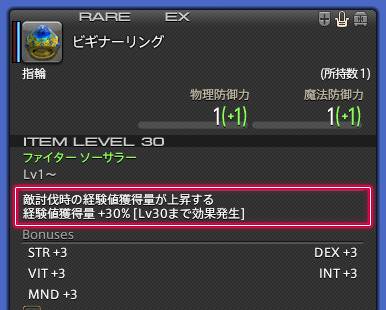 RARE EX
ビギナーリング
指輪 (所持数 1)
物理防御力 魔法防御力
1(+1) 1(+1)
ITEM LEVEL 30
ファイター ソーサラー
Lv1～
敵討伐時の経験値獲得量が上昇する
経験値獲得量 +30% [Lv30まで効果発生]
Bonuses
STR +3 DEX +3
VIT +3 INT +3
MND +3